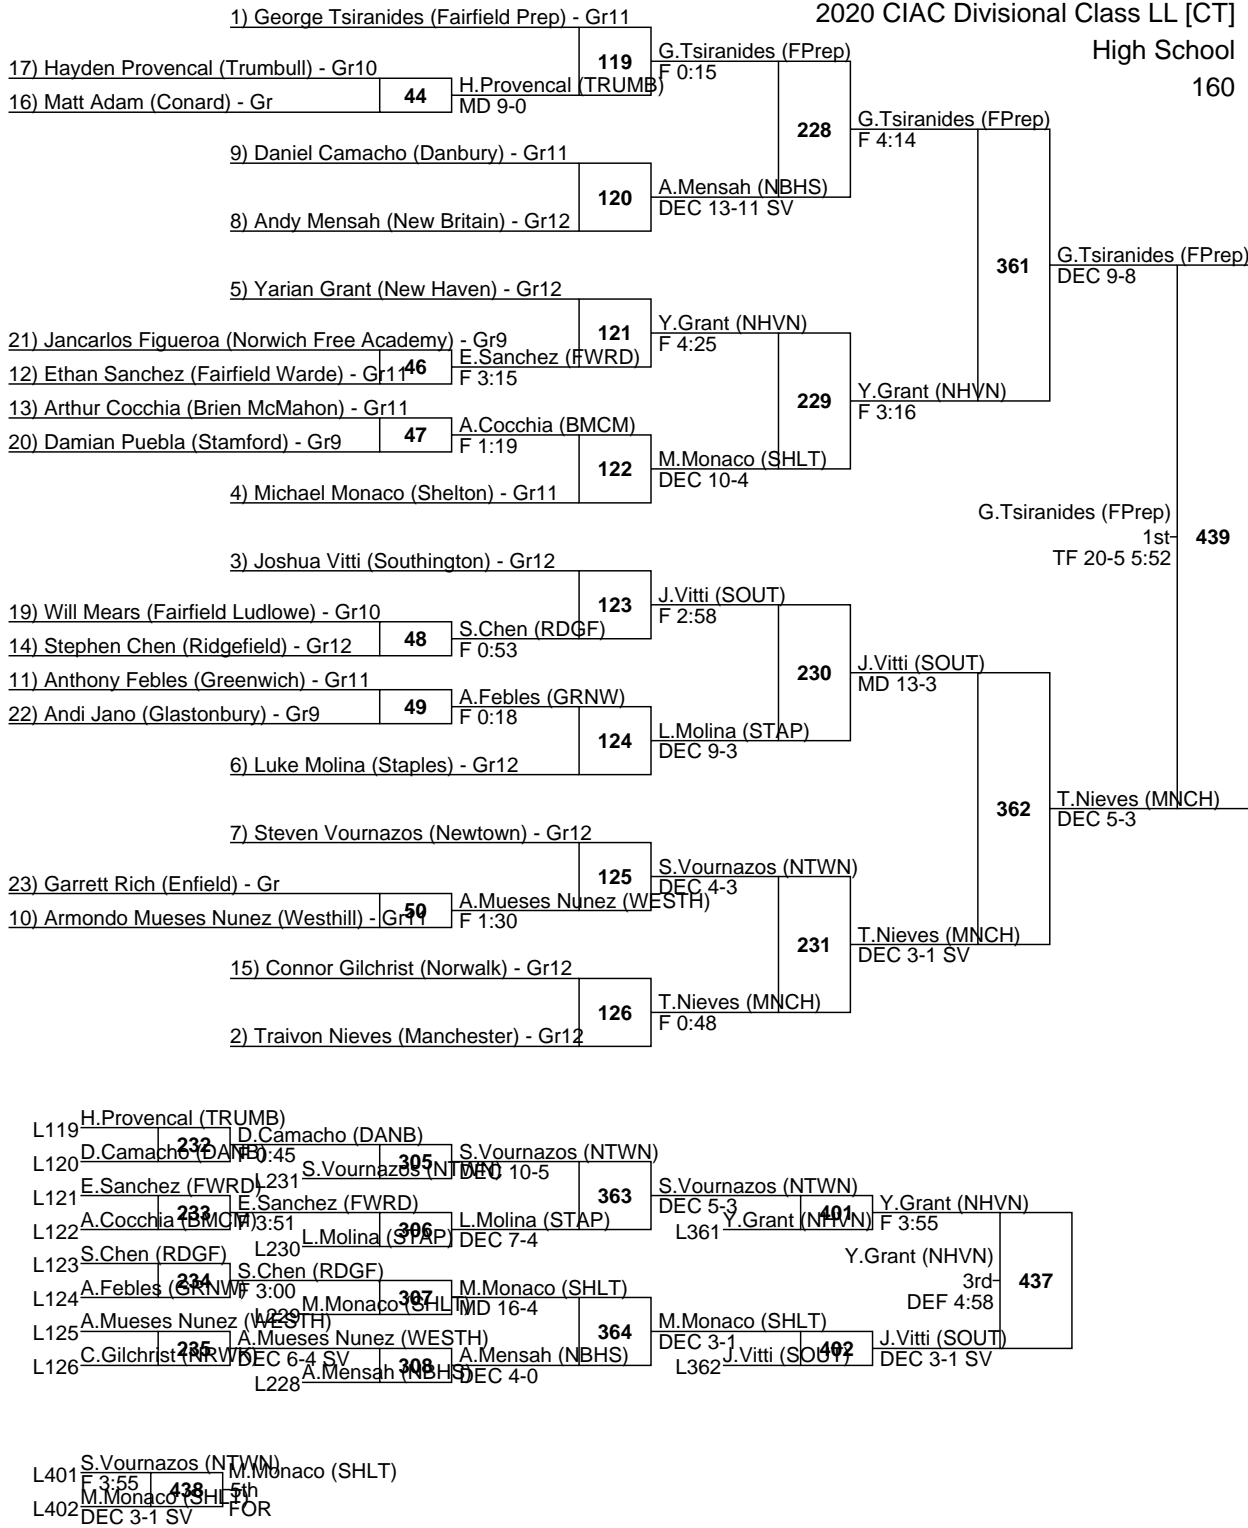 2020 CIAC Divisional Class LL [CT]
High School
160
1) George Tsiranides (Fairfield Prep) - Gr11
119
G.Tsiranides (FPrep)
F 0:15
17) Hayden Provencal (Trumbull) - Gr10
44
H.Provencal (TRUMB)
MD 9-0
16) Matt Adam (Conard) - Gr
228
G.Tsiranides (FPrep)
F 4:14
9) Daniel Camacho (Danbury) - Gr11
120
A.Mensah (NBHS)
DEC 13-11 SV
8) Andy Mensah (New Britain) - Gr12
361
G.Tsiranides (FPrep)
DEC 9-8
5) Yarian Grant (New Haven) - Gr12
121
Y.Grant (NHVN)
F 4:25
21) Jancarlos Figueroa (Norwich Free Academy) - Gr9
46
E.Sanchez (FWRD)
F 3:15
12) Ethan Sanchez (Fairfield Warde) - Gr11
229
Y.Grant (NHVN)
F 3:16
13) Arthur Cocchia (Brien McMahon) - Gr11
47
A.Cocchia (BMCM)
F 1:19
20) Damian Puebla (Stamford) - Gr9
122
M.Monaco (SHLT)
DEC 10-4
4) Michael Monaco (Shelton) - Gr11
G.Tsiranides (FPrep)
1st
439
TF 20-5 5:52
3) Joshua Vitti (Southington) - Gr12
123
J.Vitti (SOUT)
F 2:58
19) Will Mears (Fairfield Ludlowe) - Gr10
48
S.Chen (RDGF)
F 0:53
14) Stephen Chen (Ridgefield) - Gr12
230
J.Vitti (SOUT)
MD 13-3
11) Anthony Febles (Greenwich) - Gr11
49
A.Febles (GRNW)
F 0:18
22) Andi Jano (Glastonbury) - Gr9
124
L.Molina (STAP)
DEC 9-3
6) Luke Molina (Staples) - Gr12
362
T.Nieves (MNCH)
DEC 5-3
7) Steven Vournazos (Newtown) - Gr12
125
S.Vournazos (NTWN)
DEC 4-3
23) Garrett Rich (Enfield) - Gr
50
A.Mueses Nunez (WESTH)
F 1:30
10) Armondo Mueses Nunez (Westhill) - Gr11
231
T.Nieves (MNCH)
DEC 3-1 SV
15) Connor Gilchrist (Norwalk) - Gr12
126
T.Nieves (MNCH)
F 0:48
2) Traivon Nieves (Manchester) - Gr12
L119
H.Provencal (TRUMB)
232
D.Camacho (DANB)
F 0:45
L120
D.Camacho (DANB)
305
S.Vournazos (NTWN)
DEC 10-5
L231
S.Vournazos (NTWN)
L121
E.Sanchez (FWRD)
233
E.Sanchez (FWRD)
F 3:51
L122
A.Cocchia (BMCM)
306
L.Molina (STAP)
DEC 7-4
L230
L.Molina (STAP)
363
S.Vournazos (NTWN)
DEC 5-3
L361
Y.Grant (NHVN)
401
Y.Grant (NHVN)
F 3:55
L123
S.Chen (RDGF)
234
S.Chen (RDGF)
F 3:00
L124
A.Febles (GRNW)
307
M.Monaco (SHLT)
MD 16-4
L229
M.Monaco (SHLT)
Y.Grant (NHVN)
3rd
437
DEF 4:58
L125
A.Mueses Nunez (WESTH)
235
A.Mueses Nunez (WESTH)
DEC 6-4 SV
L126
C.Gilchrist (NRWK)
308
A.Mensah (NBHS)
DEC 4-0
L228
A.Mensah (NBHS)
364
M.Monaco (SHLT)
DEC 3-1
L362
J.Vitti (SOUT)
402
J.Vitti (SOUT)
DEC 3-1 SV
L401
S.Vournazos (NTWN)
F 3:55
438
M.Monaco (SHLT)
5th
FOR
L402
M.Monaco (SHLT)
DEC 3-1 SV